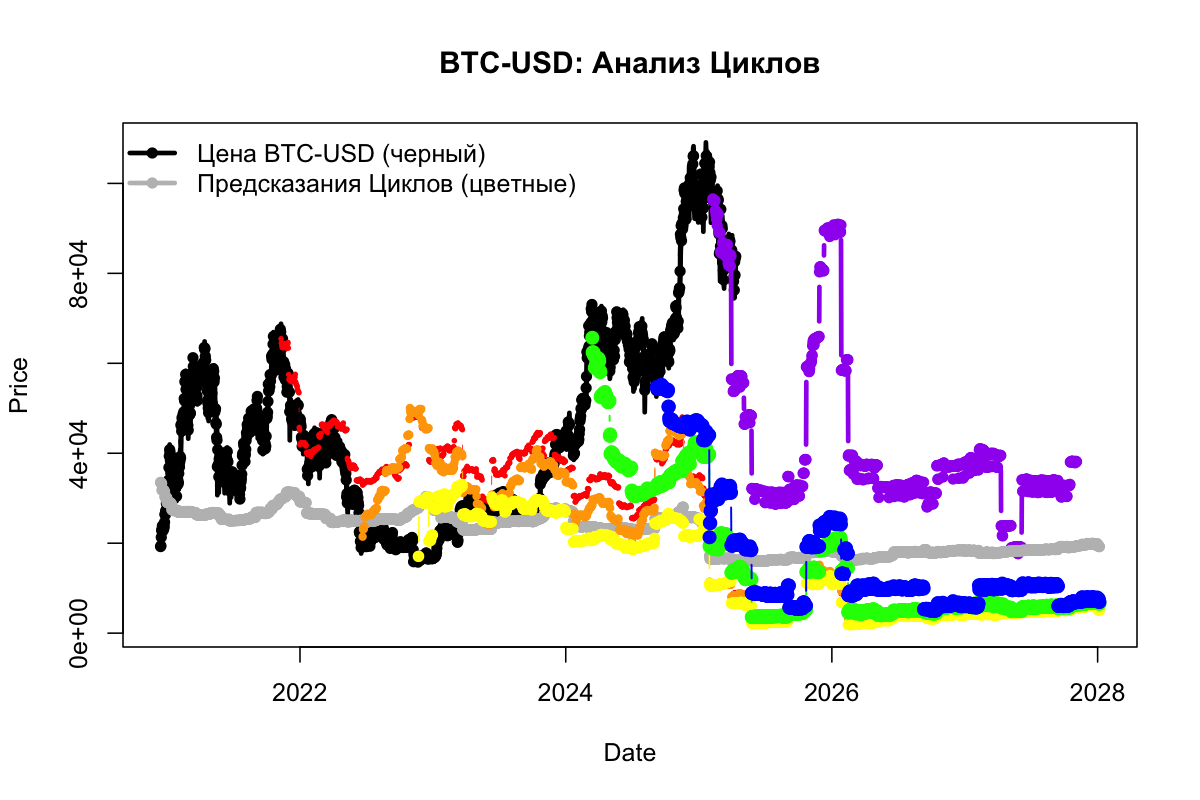 BTC-USD: Анализ Циклов
Цена BTC-USD (черный)
Предсказания Циклов (цветные)
8e+04
4e+04
0e+00
Price
2022
2024
2026
2028
Date